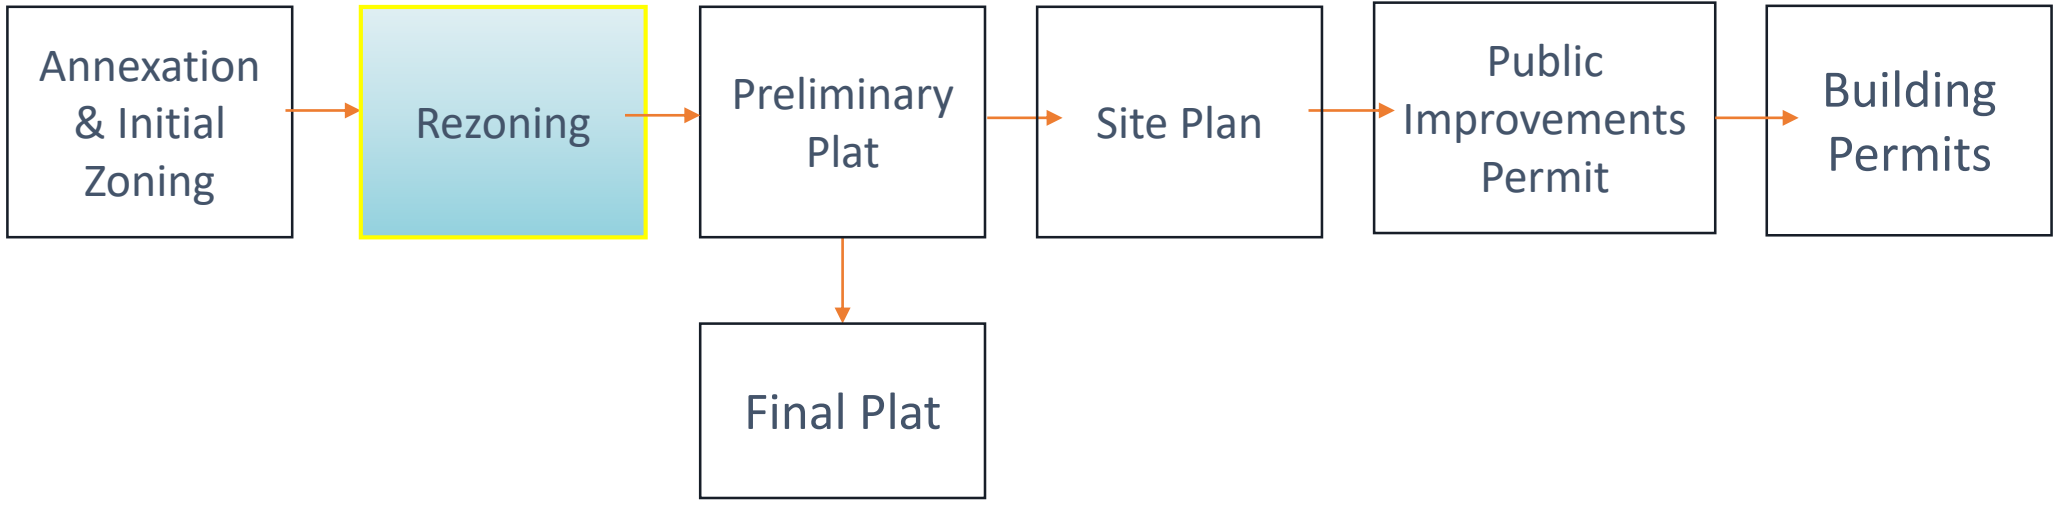 Annexation
& Initial
Zoning
Rezoning
Preliminary
Plat
Site Plan
Public
Improvements
Permit
Building
Permits
Final Plat